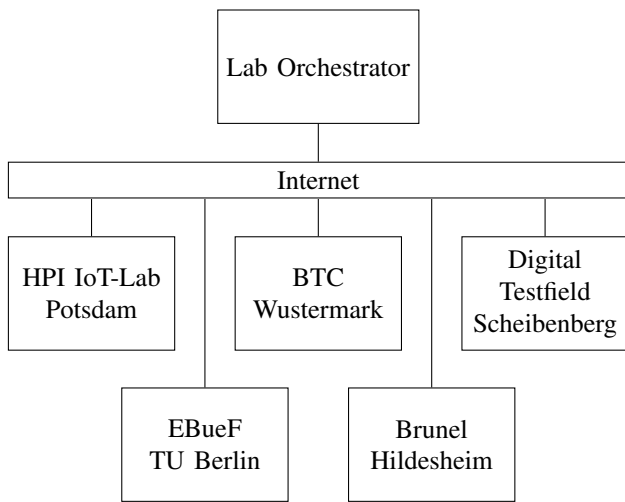 Lab Orchestrator
Internet
HPI IoT-Lab
Potsdam
BTC
Wustermark
Digital
Testfield
Scheibenberg
EBueF
TU Berlin
Brunel
Hildesheim